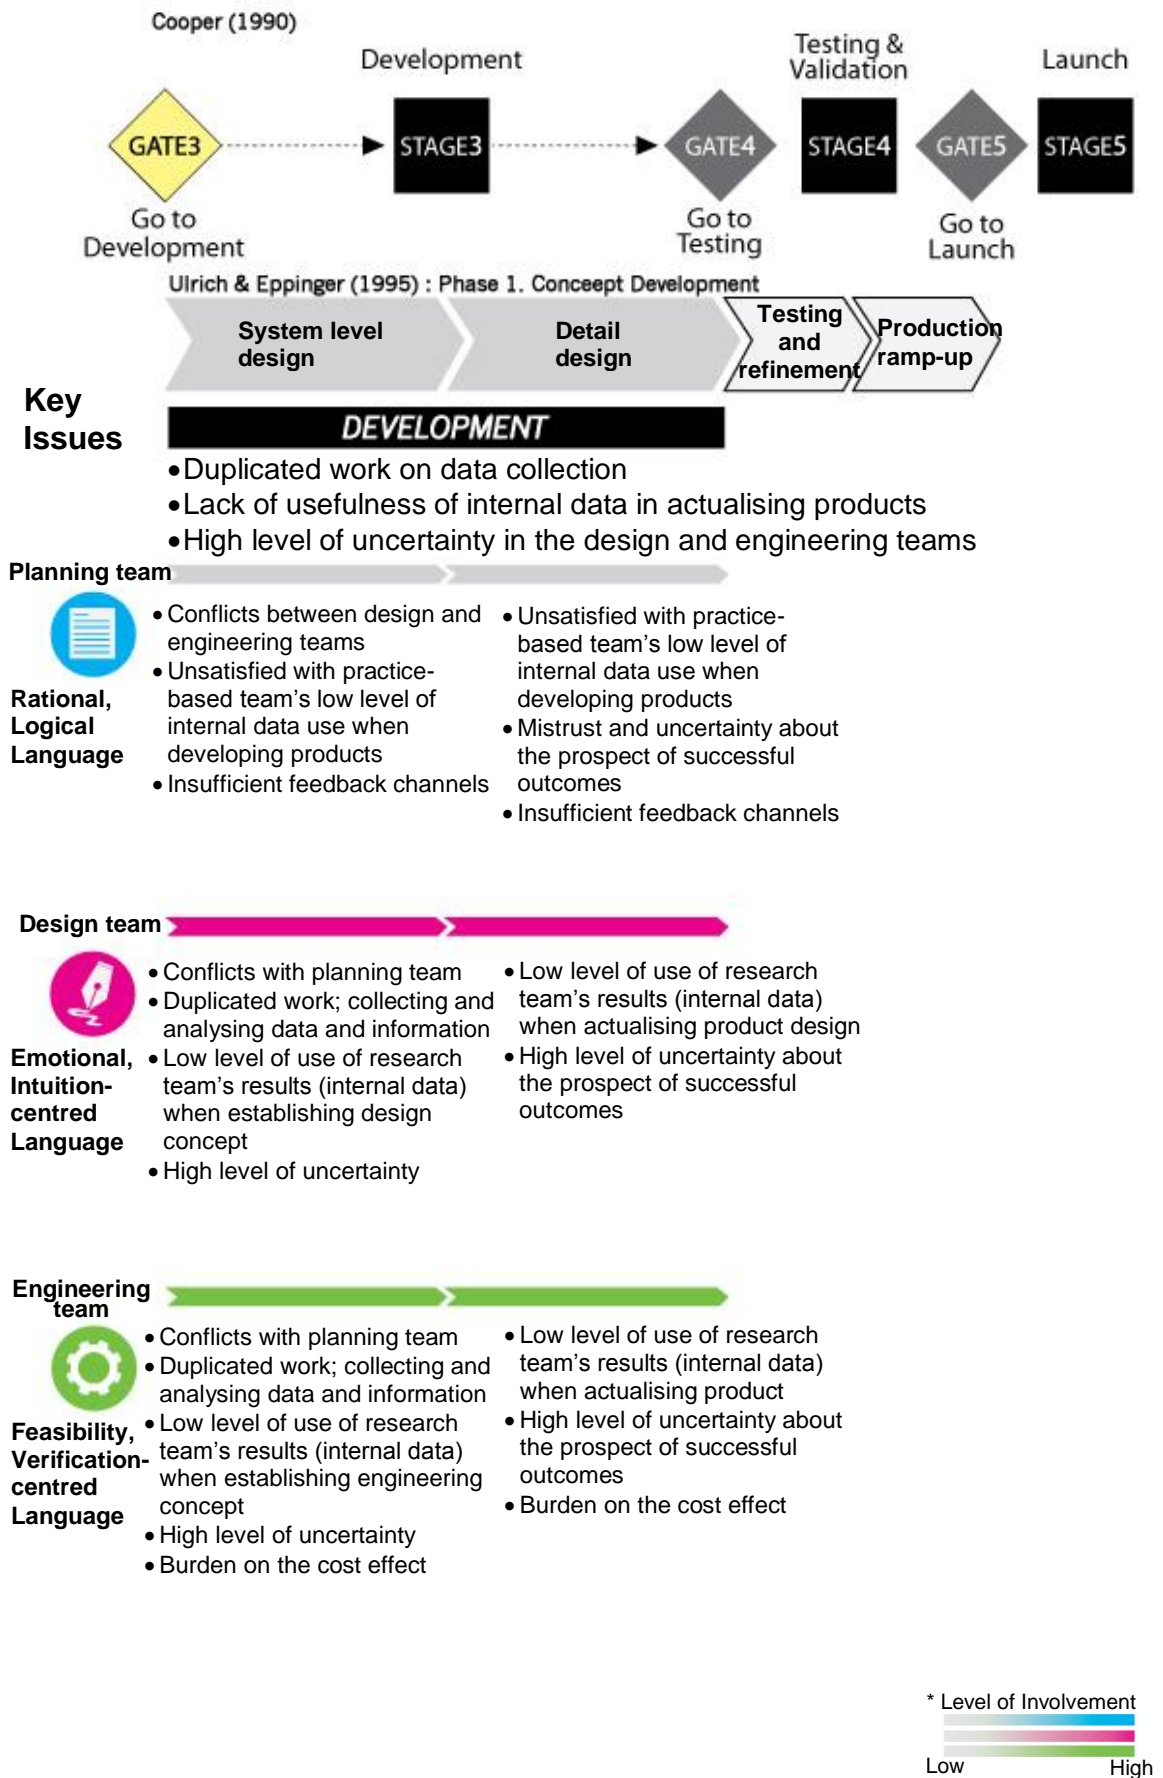 Cooper (1990)
Development
Testing &
Validation
Launch
GATE3
STAGE3
GATE4
STAGE4
GATE5
STAGE5
Go to
Development
Go to
Testing
Go to
Launch
Ulrich & Eppinger (1995) : Phase 1. Conceept Development
System level
design
Detail
design
Testing
and
refinement
Production
ramp-up
Key
Issues
DEVELOPMENT
•Duplicated work on data collection
•Lack of usefulness of internal data in actualising products
•High level of uncertainty in the design and engineering teams
Planning team
Rational,
Logical
Language
• Conflicts between design and
engineering teams
• Unsatisfied with practice-
based team's low level of
internal data use when
developing products
• Insufficient feedback channels
• Unsatisfied with practice-
based team's low level of
internal data use when
developing products
• Mistrust and uncertainty about
the prospect of successful
outcomes
• Insufficient feedback channels
Design team
Emotional,
Intuition-
centred
Language
• Conflicts with planning team
• Duplicated work; collecting and
analysing data and information
• Low level of use of research
team's results (internal data)
when establishing design
concept
• High level of uncertainty
• Low level of use of research
team's results (internal data)
when actualising product design
• High level of uncertainty about
the prospect of successful
outcomes
Engineering
team
Feasibility,
Verification-
centred
Language
• Conflicts with planning team
• Duplicated work; collecting and
analysing data and information
• Low level of use of research
team's results (internal data)
when establishing engineering
concept
• High level of uncertainty
• Burden on the cost effect
• Low level of use of research
team's results (internal data)
when actualising product
• High level of uncertainty about
the prospect of successful
outcomes
• Burden on the cost effect
* Level of Involvement
Low High